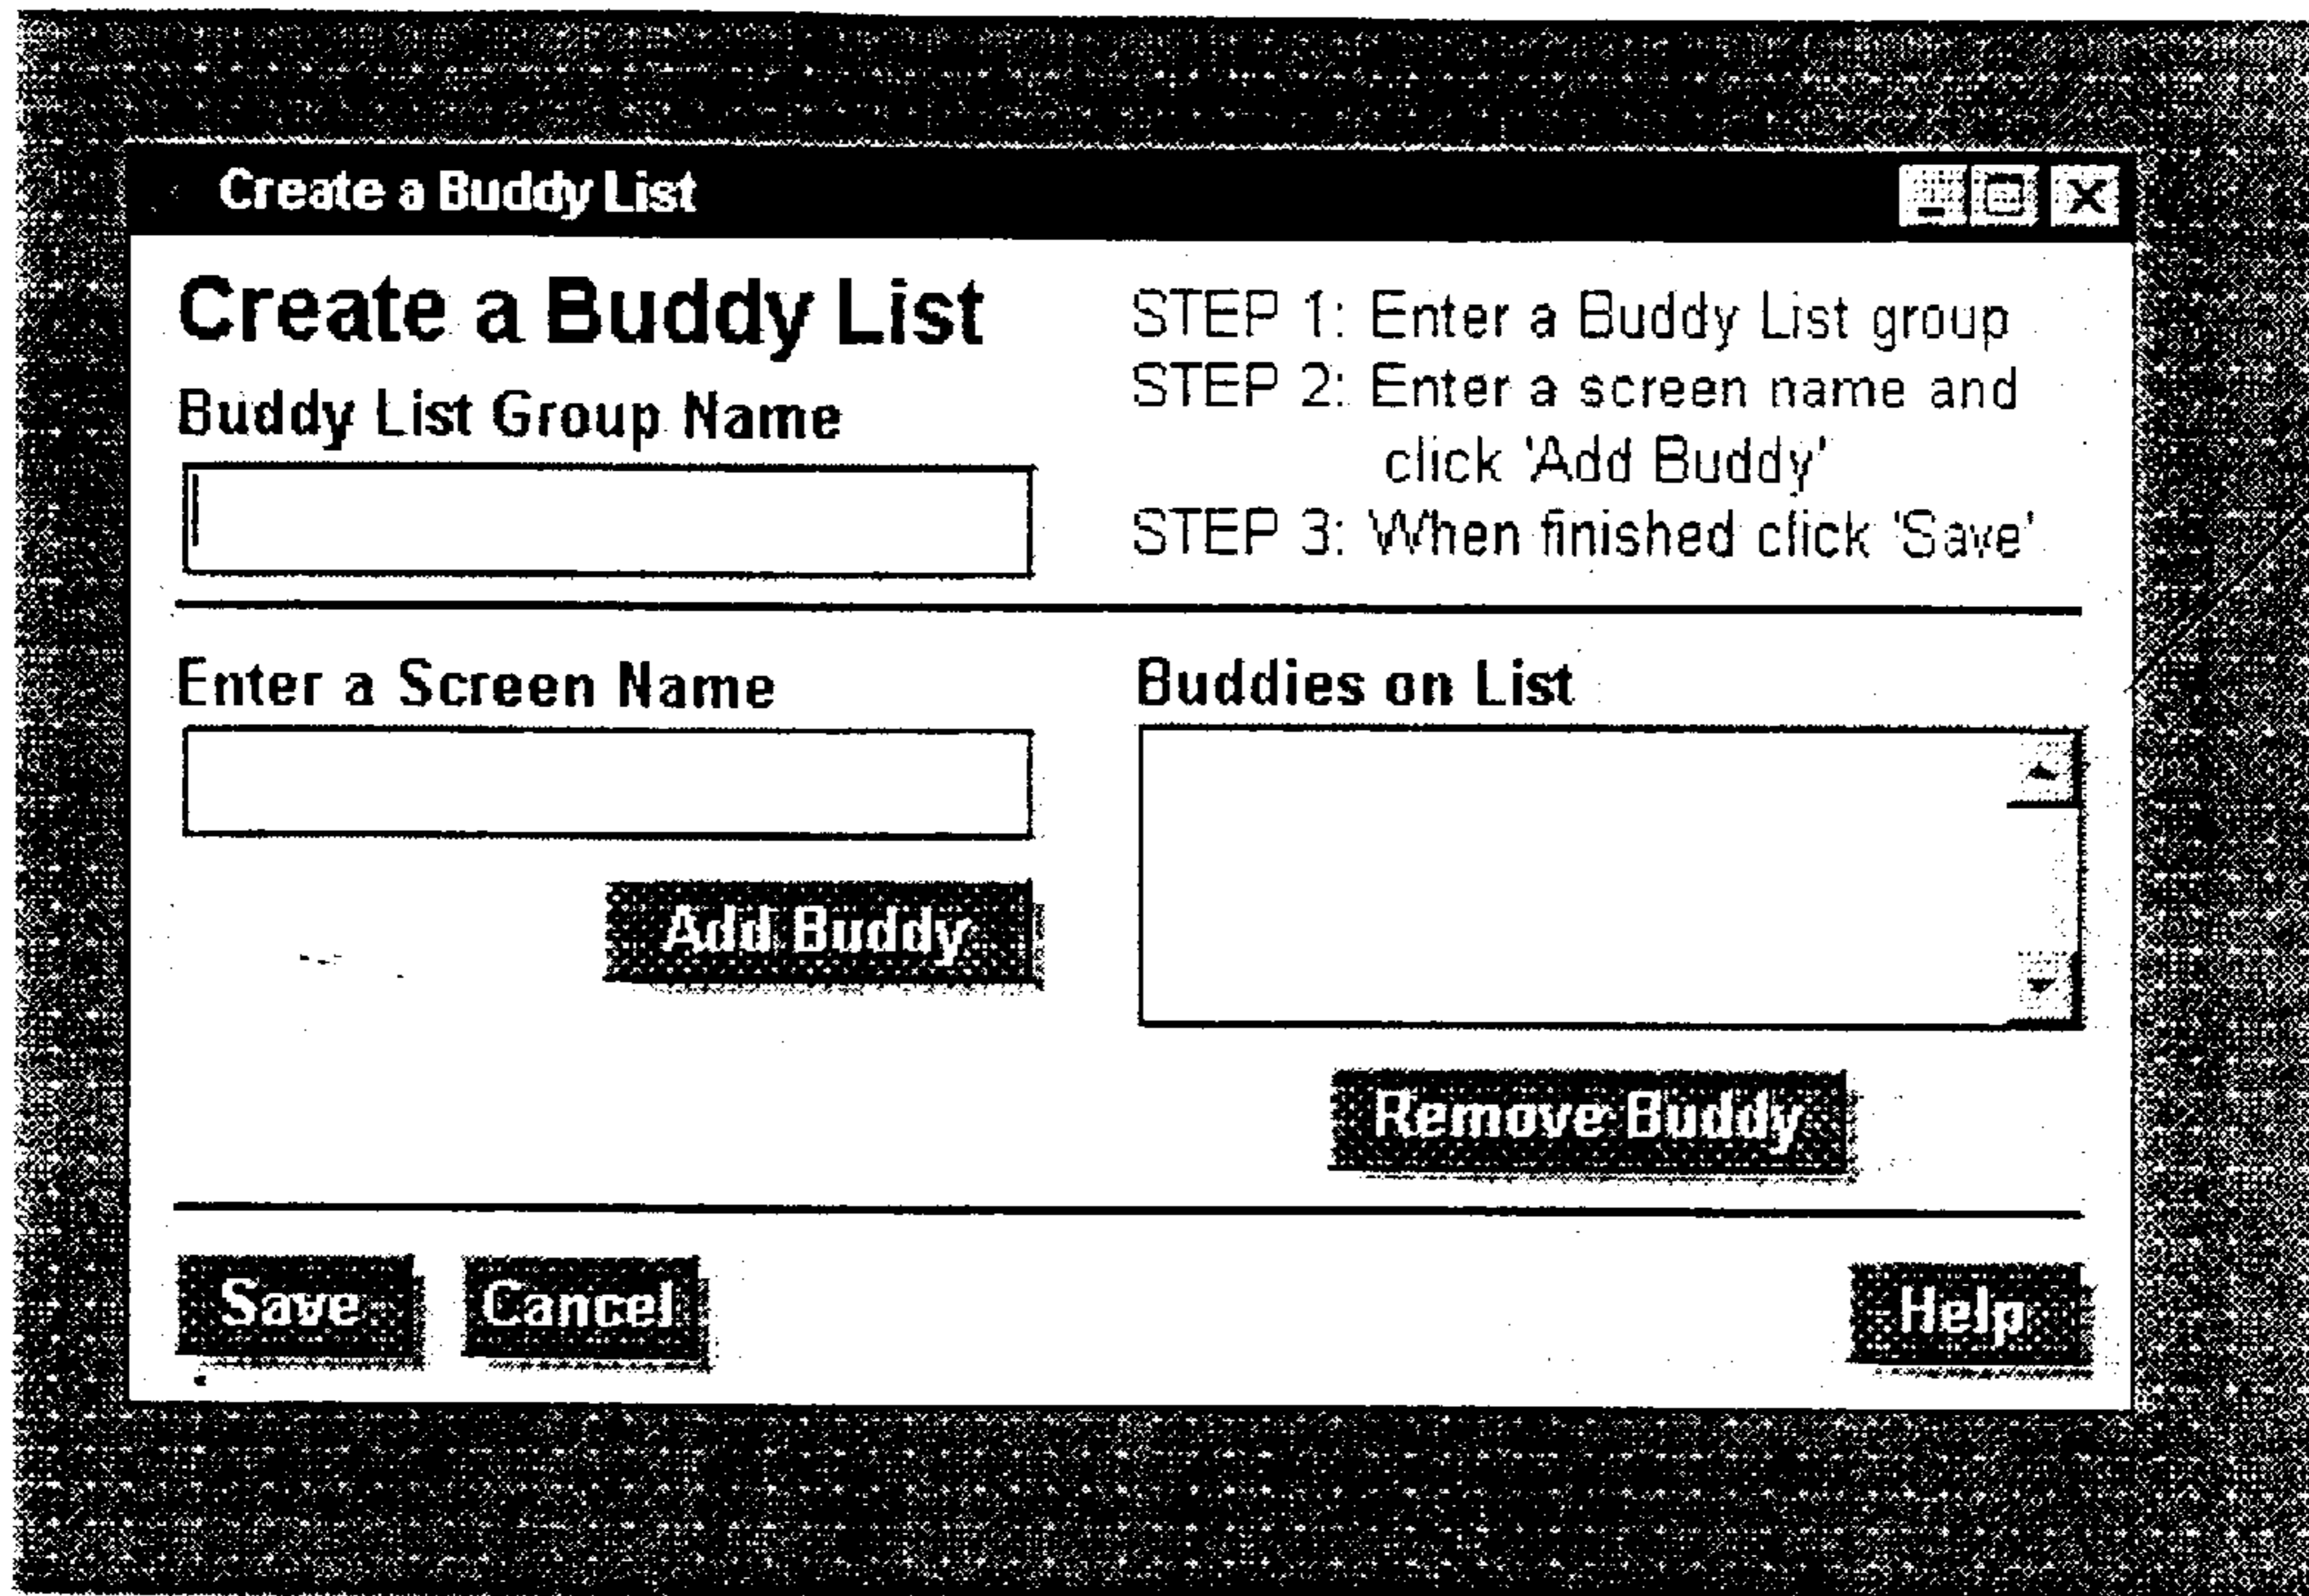 Create a Buddy List
Create a Buddy List
Buddy List Group Name
STEP 1: Enter a Buddy List group
STEP 2: Enter a screen name and
click 'Add Buddy'
STEP 3: When finished click 'Save'
Enter a Screen Name
Add Buddy
Buddies on List
Remove Buddy
Save
Cancel
Help